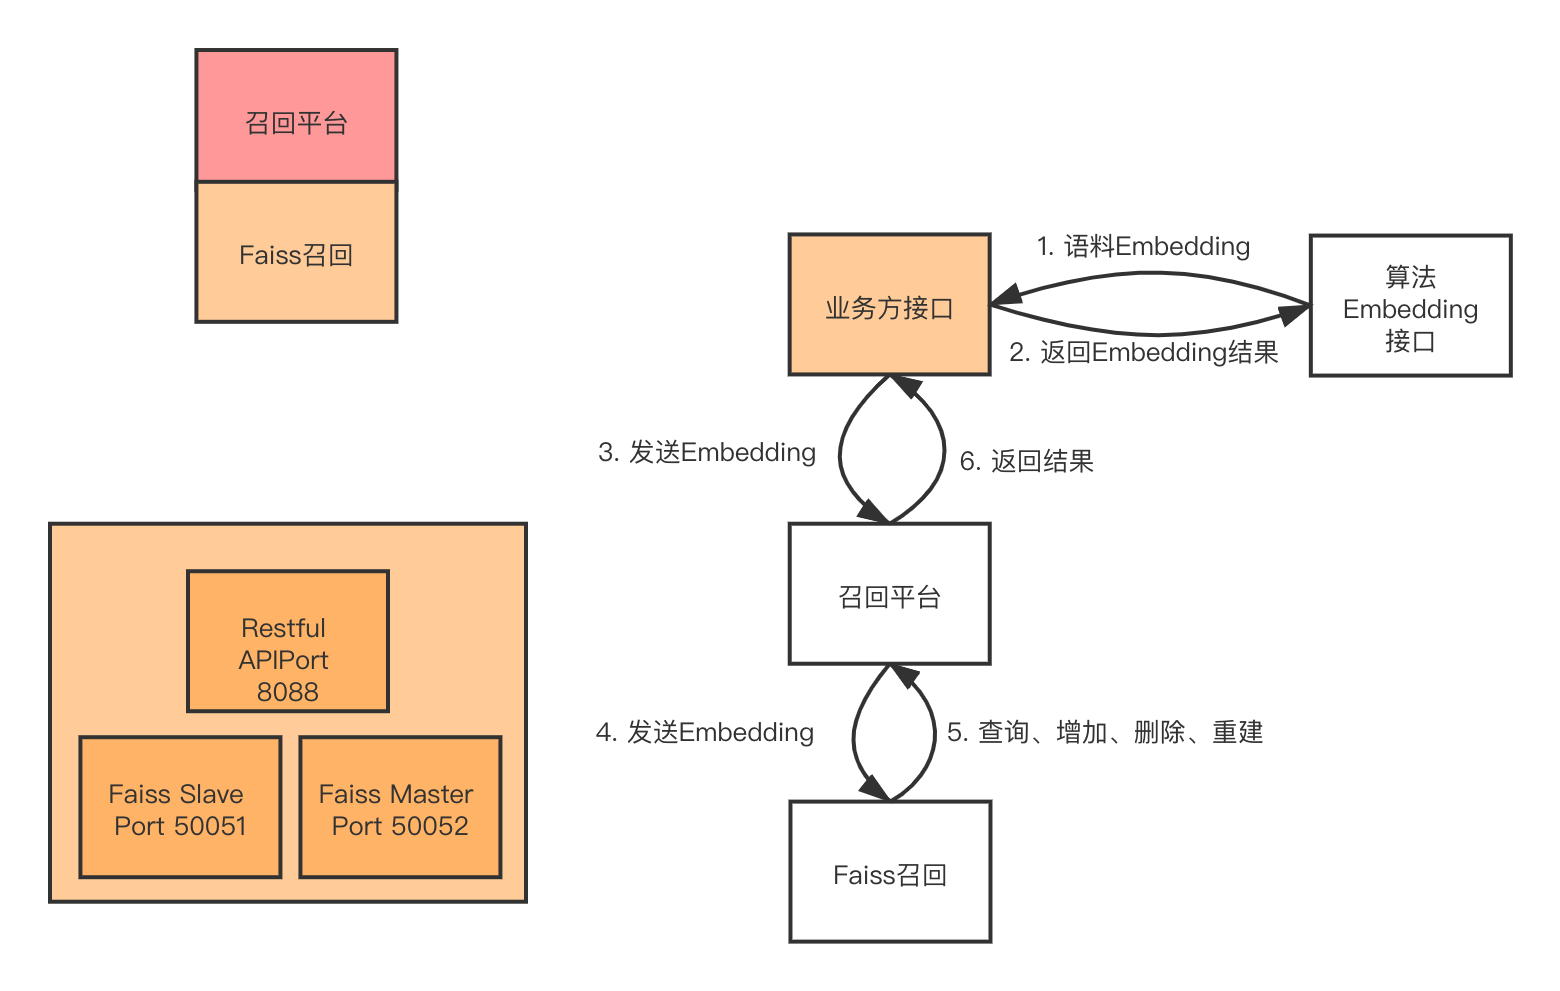 召回平台
Faiss召回
业务方接口
1. 语料Embedding
2. 返回Embedding结果
算法
Embedding
接口
3. 发送Embedding
6. 返回结果
召回平台
4. 发送Embedding
5. 查询、增加、删除、重建
Faiss召回
Restful
APIPort
8088
Faiss Slave
Port 50051
Faiss Master
Port 50052